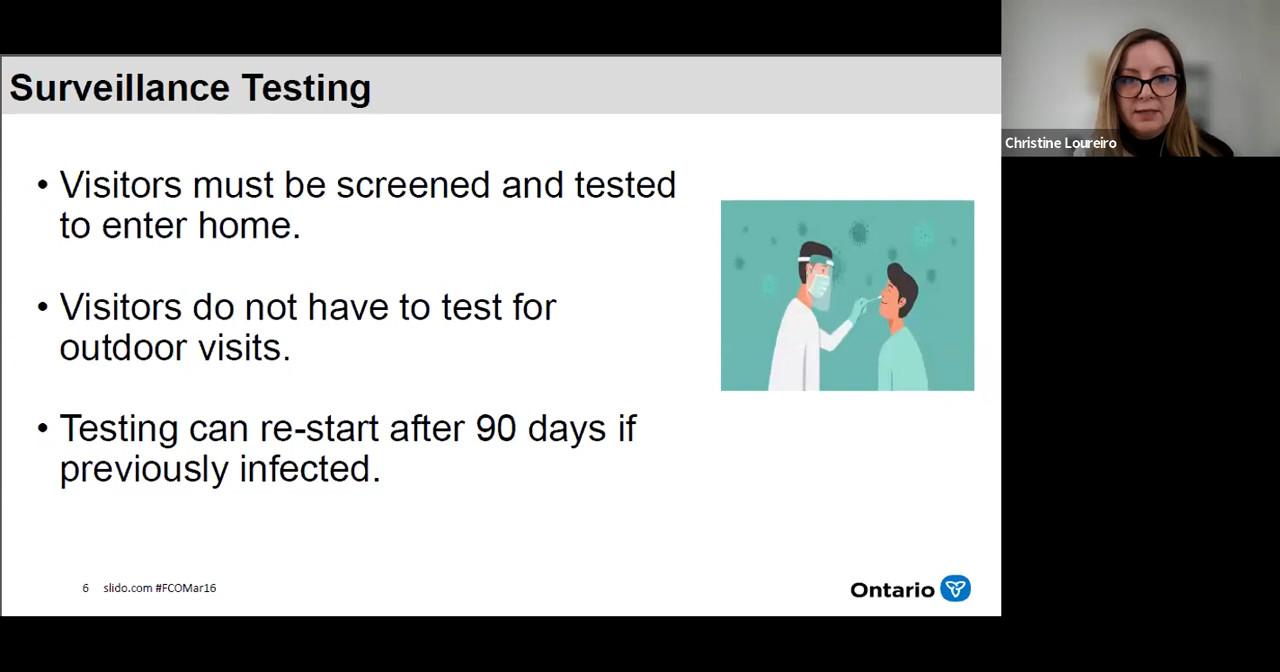 Surveillance Testing
• Visitors must be screened and tested
to enter home.
• Visitors do not have to test for
outdoor visits.
• Testing can re-start after 90 days if
previously infected.
6 slido.com #FCOMar16
Ontario
Christine Loureiro